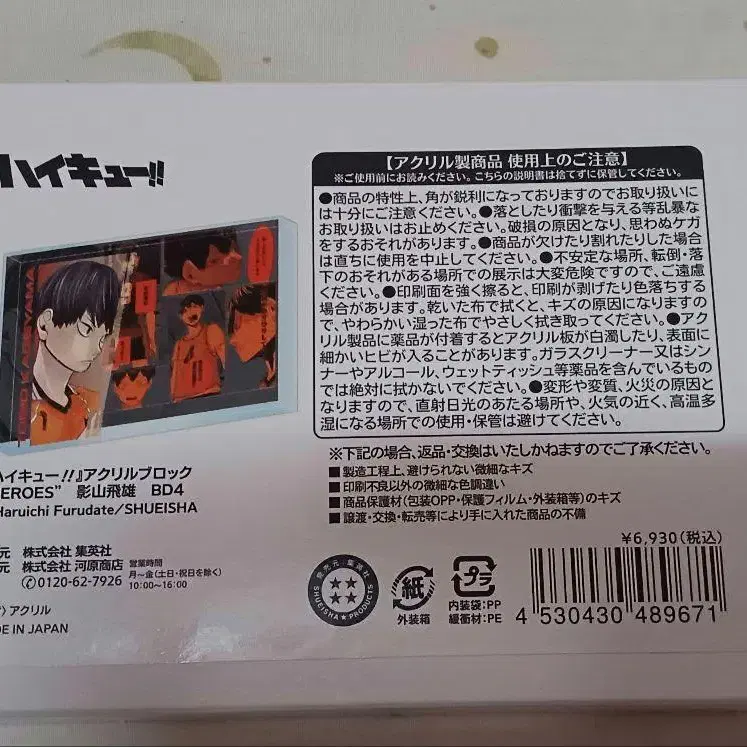 ハイキュー!!
【アクリル製商品 使用上のご注意】
※ご使用前にお読みください。こちらの説明書は捨てずに保管してください。
●商品の特性上、角が鋭利になっておりますのでお取り扱いに
は十分にご注意ください。●落としたり衝撃を与える等乱暴な
お取り扱いはお止めください。破損の原因となり、思わぬケガ
をするおそれがあります。●商品が欠けたり割れたりした場合
は直ちに使用を中止してください。●不安定な場所、転倒・落
下のおそれがある場所での展示は大変危険ですので、ご遠慮
ください。●印刷面を強く擦ると、印刷が剥げたり色落ちする
場合があります。乾いた布で拭くと、キズの原因になりますの
で、やわらかい湿った布でやさしく拭き取ってください。●アク
リル製品に薬品が付着するとアクリル板が白濁したり、表面に
細かいヒビが入ることがあります。ガラスクリーナー又はシン
ナーやアルコール、ウェットティッシュ等薬品を含んでいるもの
では絶対に拭かないでください。●変形や変質、火災の原因と
なりますので、直射日光のあたる場所や、火気の近く、高温多
湿になる場所での使用・保管は避けてください。
※下記の場合、返品・交換はいたしかねますのでご了承ください。
■製造工程上、避けられない微細なキズ
■印刷不良以外の微細な色調違い
■商品保護材(包装OPP・保護フィルム・外装箱等)のキズ
■譲渡・交換・転売等により手に入れた商品の不備
ハイキュー!!』アクリルブロック
EROES” 影山飛雄 BD4
Haruichi Furudate/SHUEISHA
元 株式会社 集英社
元 株式会社 河原商店
0120-62-7926
営業時間
月~金(土日・祝日を除く)
10:00~16:00
〉アクリル
DE IN JAPAN
発売元・集英社
SHUEISHA PRODUCTS
紙
外装箱
プラ
内装袋:PP
緩衝材:PE
¥6,930(税込)
4 530430 489671